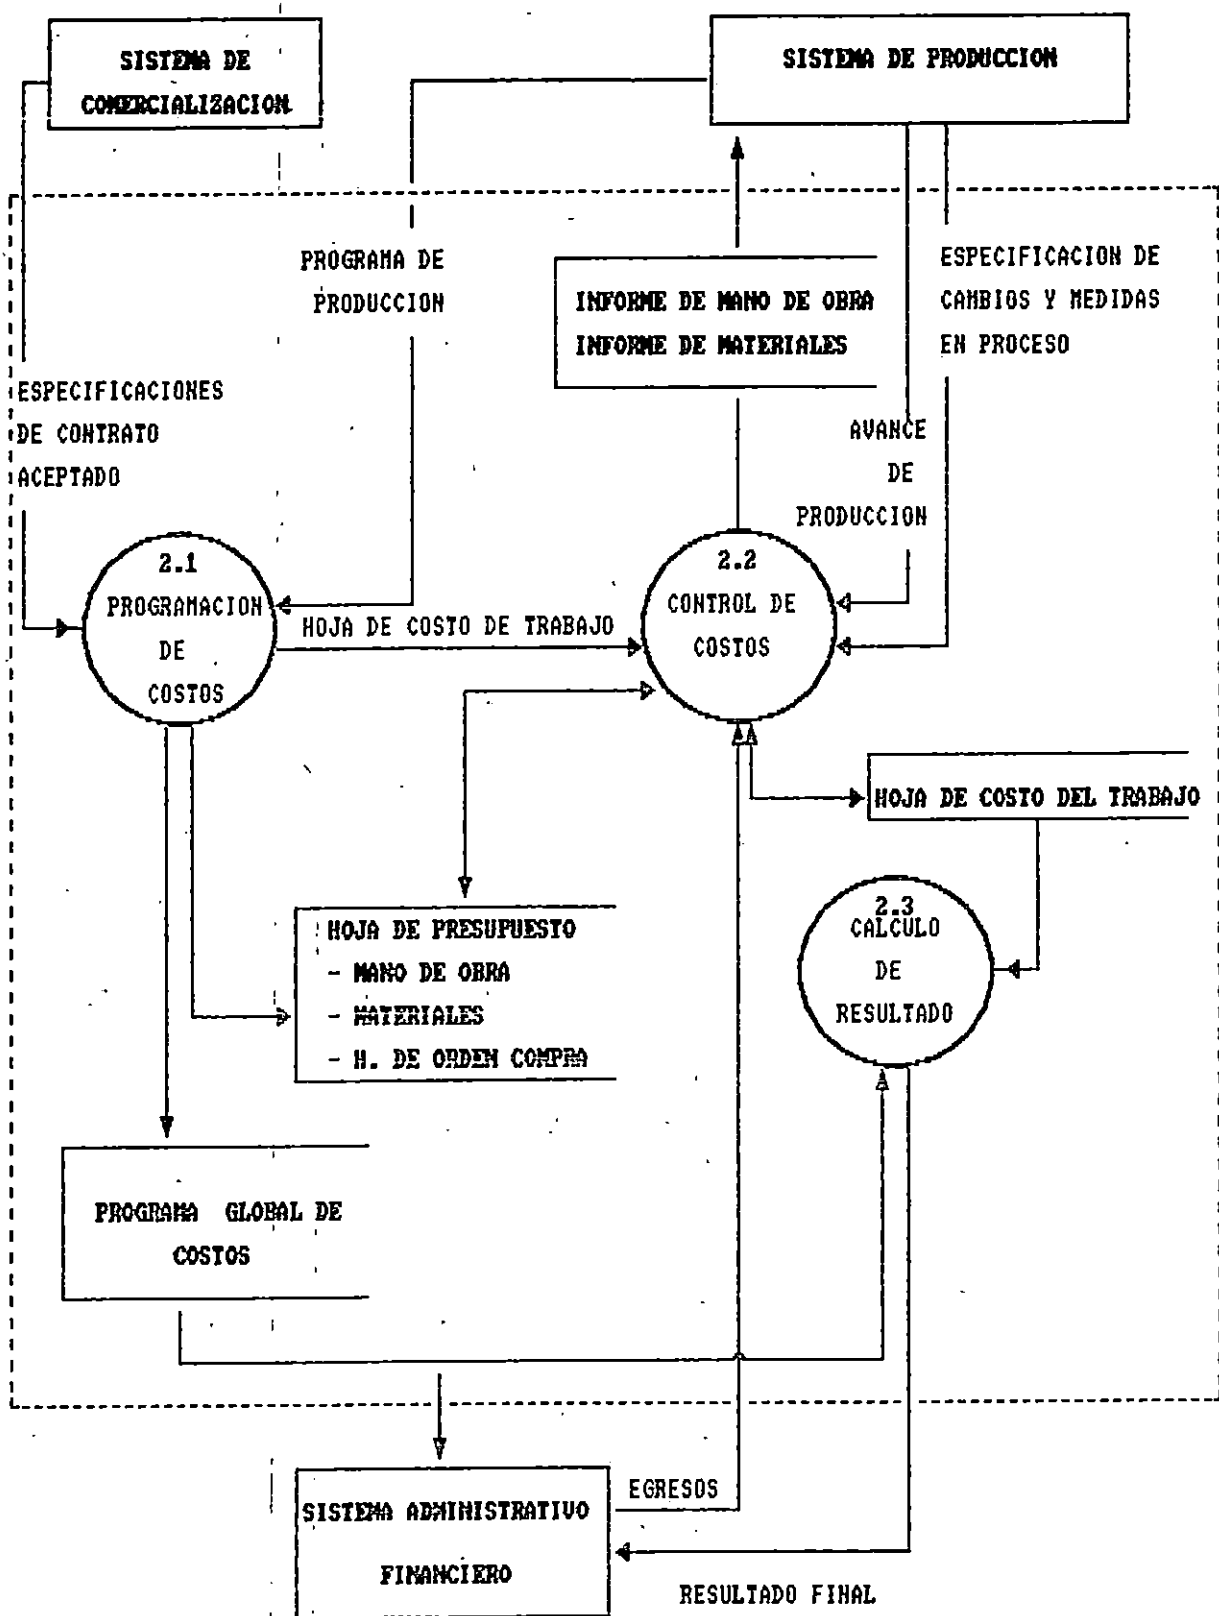 SISTEMA DE
COMERCIALIZACION
SISTEMA DE PRODUCCION
PROGRAMA DE
PRODUCCION
INFORME DE MANO DE OBRA
INFORME DE MATERIALES
ESPECIFICACION DE
CAMBIOS Y MEDIDAS
EN PROCESO
ESPECIFICACIONES
DE CONTRATO
ACEPTADO
AVANCE
DE
PRODUCCION
2.1
PROGRAMACION
DE
COSTOS
HOJA DE COSTO DE TRABAJO
2.2
CONTROL DE
COSTOS
HOJA DE COSTO DEL TRABAJO
HOJA DE PRESUPUESTO
- MANO DE OBRA
- MATERIALES
- H. DE ORDEN COMPRA
2.3
CALCULO
DE
RESULTADO
PROGRAMA GLOBAL DE
COSTOS
SISTEMA ADMINISTRATIVO
FINANCIERO
EGRESOS
RESULTADO FINAL